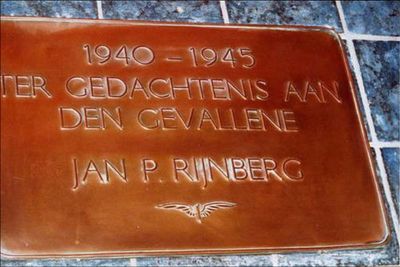 1940 - 1945
TER GEDACHTENIS AAN
DEN GEVALLENE
JAN P. RIJNBERG